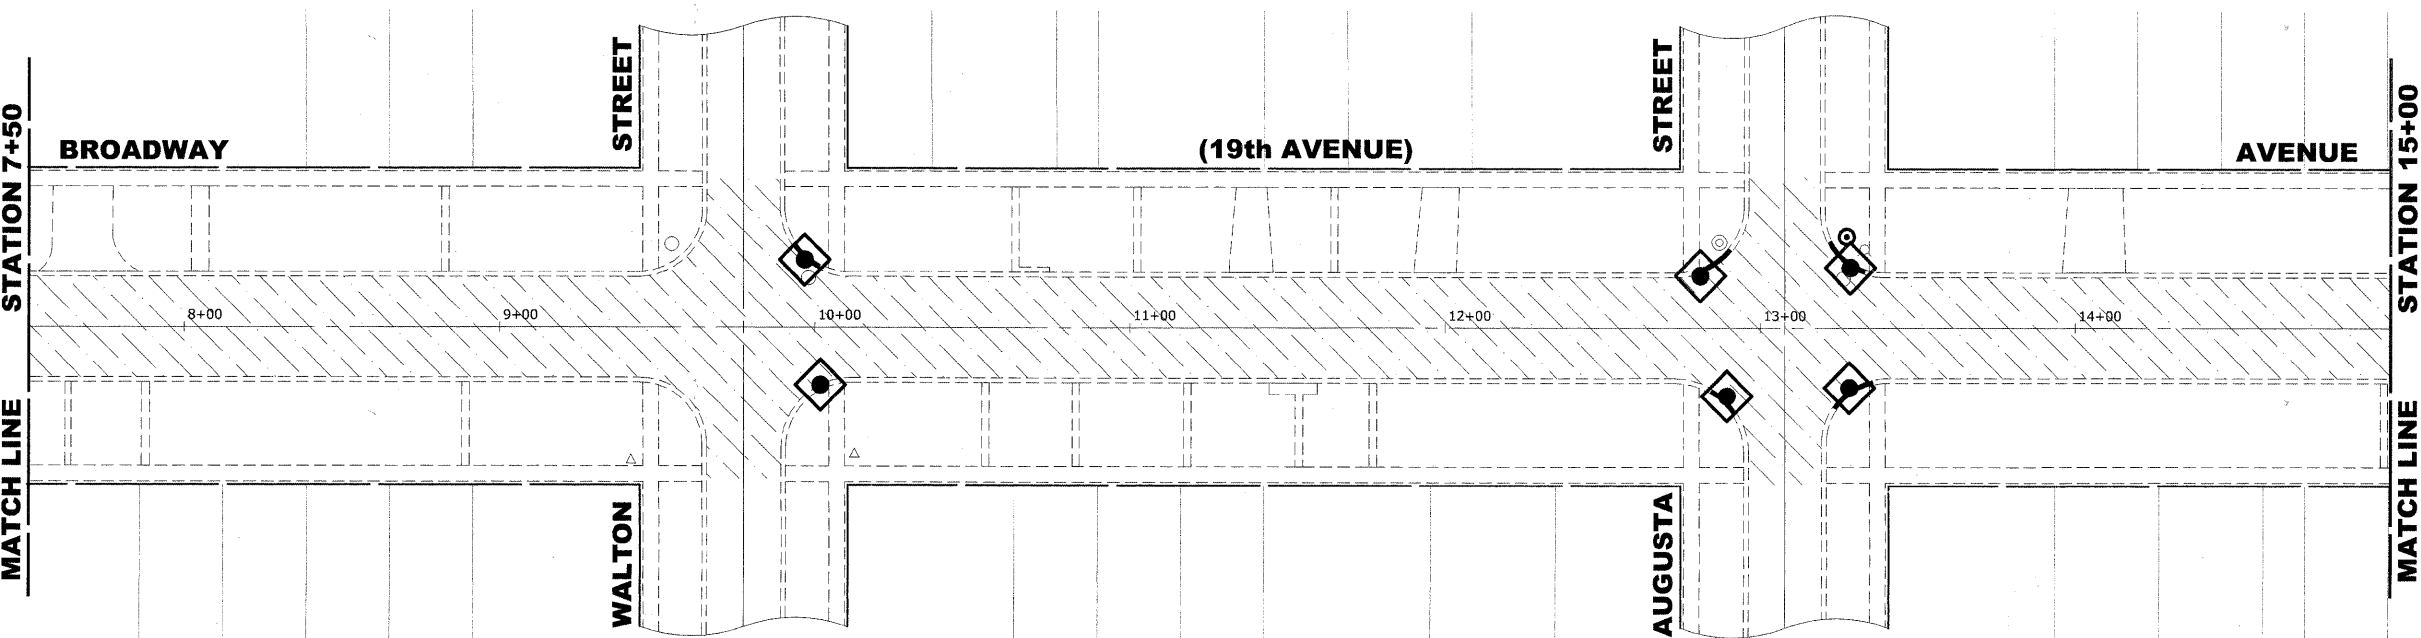 STATION 7+50
MATCH LINE
BROADWAY
STREET
WALTON
(19th AVENUE)
STREET
AUGUSTA
AVENUE
STATION 15+00
MATCH LINE
8+00
9+00
10+00
11+00
12+00
13+00
14+00